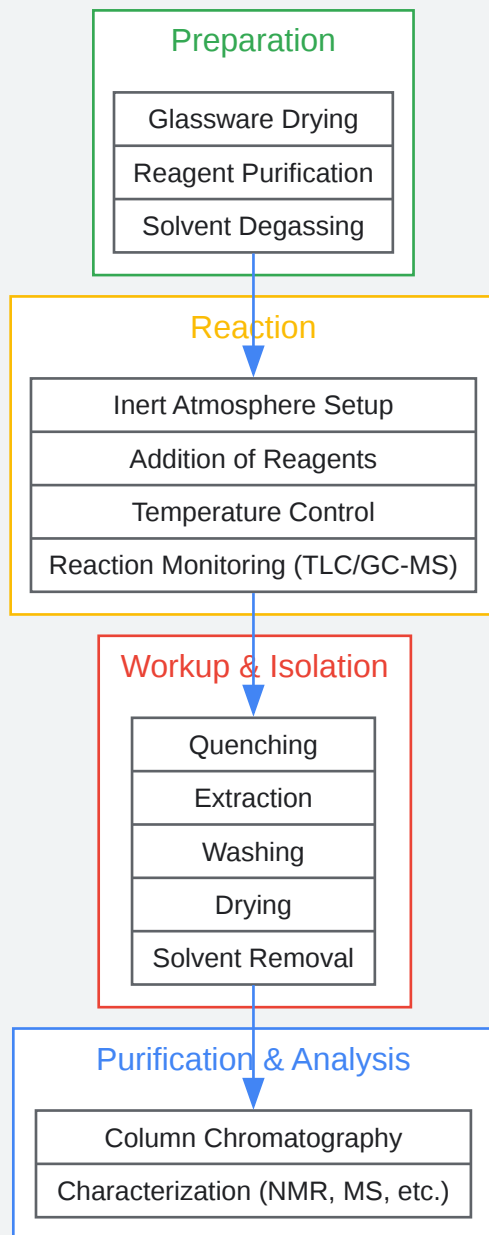 Preparation
Glassware Drying
Reagent Purification
Solvent Degassing
Reaction
Inert Atmosphere Setup
Addition of Reagents
Temperature Control
Reaction Monitoring (TLC/GC-MS)
Workup & Isolation
Quenching
Extraction
Washing
Drying
Solvent Removal
Purification & Analysis
Column Chromatography
Characterization (NMR, MS, etc.)